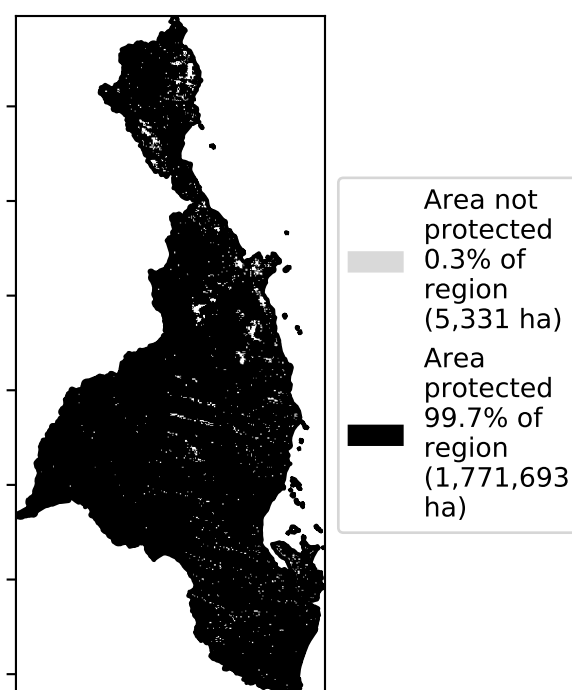 Area not
protected
0.3% of
region
(5,331 ha)
Area
protected
99.7% of
region
(1,771,693
ha)